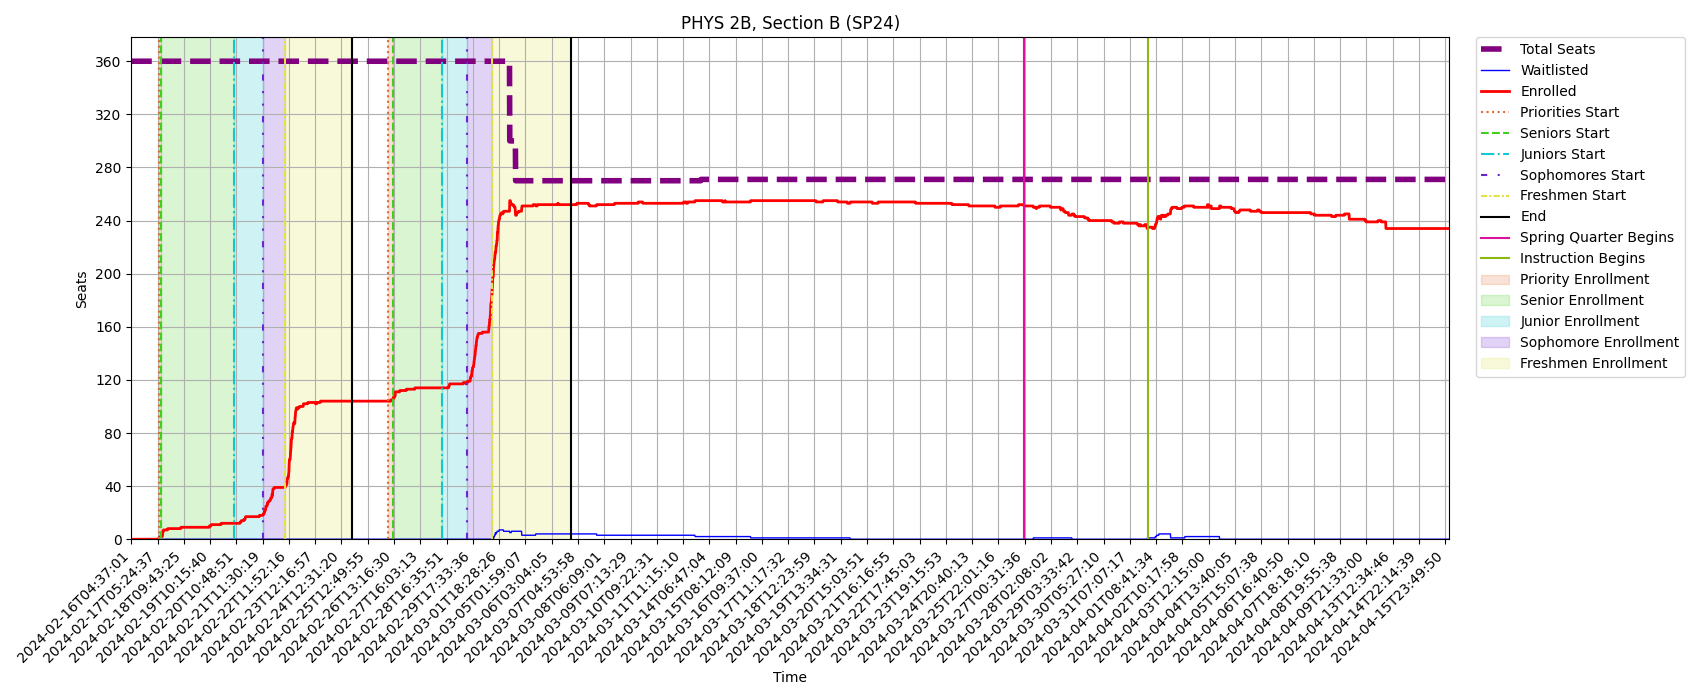 PHYS 2B, Section B (SP24)
Seats
360
320
280
240
200
160
120
80
40
0
2024-02-16T04:37:01
2024-02-17T05:24:37
2024-02-18T09:43:25
2024-02-19T10:15:40
2024-02-20T10:48:51
2024-02-21T11:30:19
2024-02-22T11:52:16
2024-02-23T12:16:57
2024-02-24T12:31:20
2024-02-25T12:49:55
2024-02-26T13:16:30
2024-02-27T16:03:13
2024-02-28T16:35:51
2024-02-29T17:33:36
2024-03-01T18:28:26
2024-03-05T01:59:07
2024-03-06T03:04:05
2024-03-07T04:53:58
2024-03-08T06:09:01
2024-03-09T07:13:29
2024-03-10T09:22:31
2024-03-11T11:15:10
2024-03-14T06:47:04
2024-03-15T08:12:09
2024-03-16T09:37:00
2024-03-17T11:17:32
2024-03-18T12:23:59
2024-03-19T13:34:31
2024-03-20T15:03:51
2024-03-21T16:16:55
2024-03-22T17:45:03
2024-03-23T19:15:53
2024-03-24T20:40:13
2024-03-25T22:01:16
2024-03-27T00:31:36
2024-03-28T02:08:02
2024-03-29T03:33:42
2024-03-30T05:27:10
2024-03-31T07:07:17
2024-04-01T08:41:34
2024-04-02T10:17:58
2024-04-03T12:15:00
2024-04-04T13:40:05
2024-04-05T15:07:38
2024-04-06T16:40:50
2024-04-07T18:18:10
2024-04-08T19:55:38
2024-04-09T21:33:00
2024-04-13T12:34:46
2024-04-14T22:14:39
2024-04-15T23:49:50
Time
Total Seats
Waitlisted
Enrolled
Priorities Start
Seniors Start
Juniors Start
Sophomores Start
Freshmen Start
End
Spring Quarter Begins
Instruction Begins
Priority Enrollment
Senior Enrollment
Junior Enrollment
Sophomore Enrollment
Freshmen Enrollment